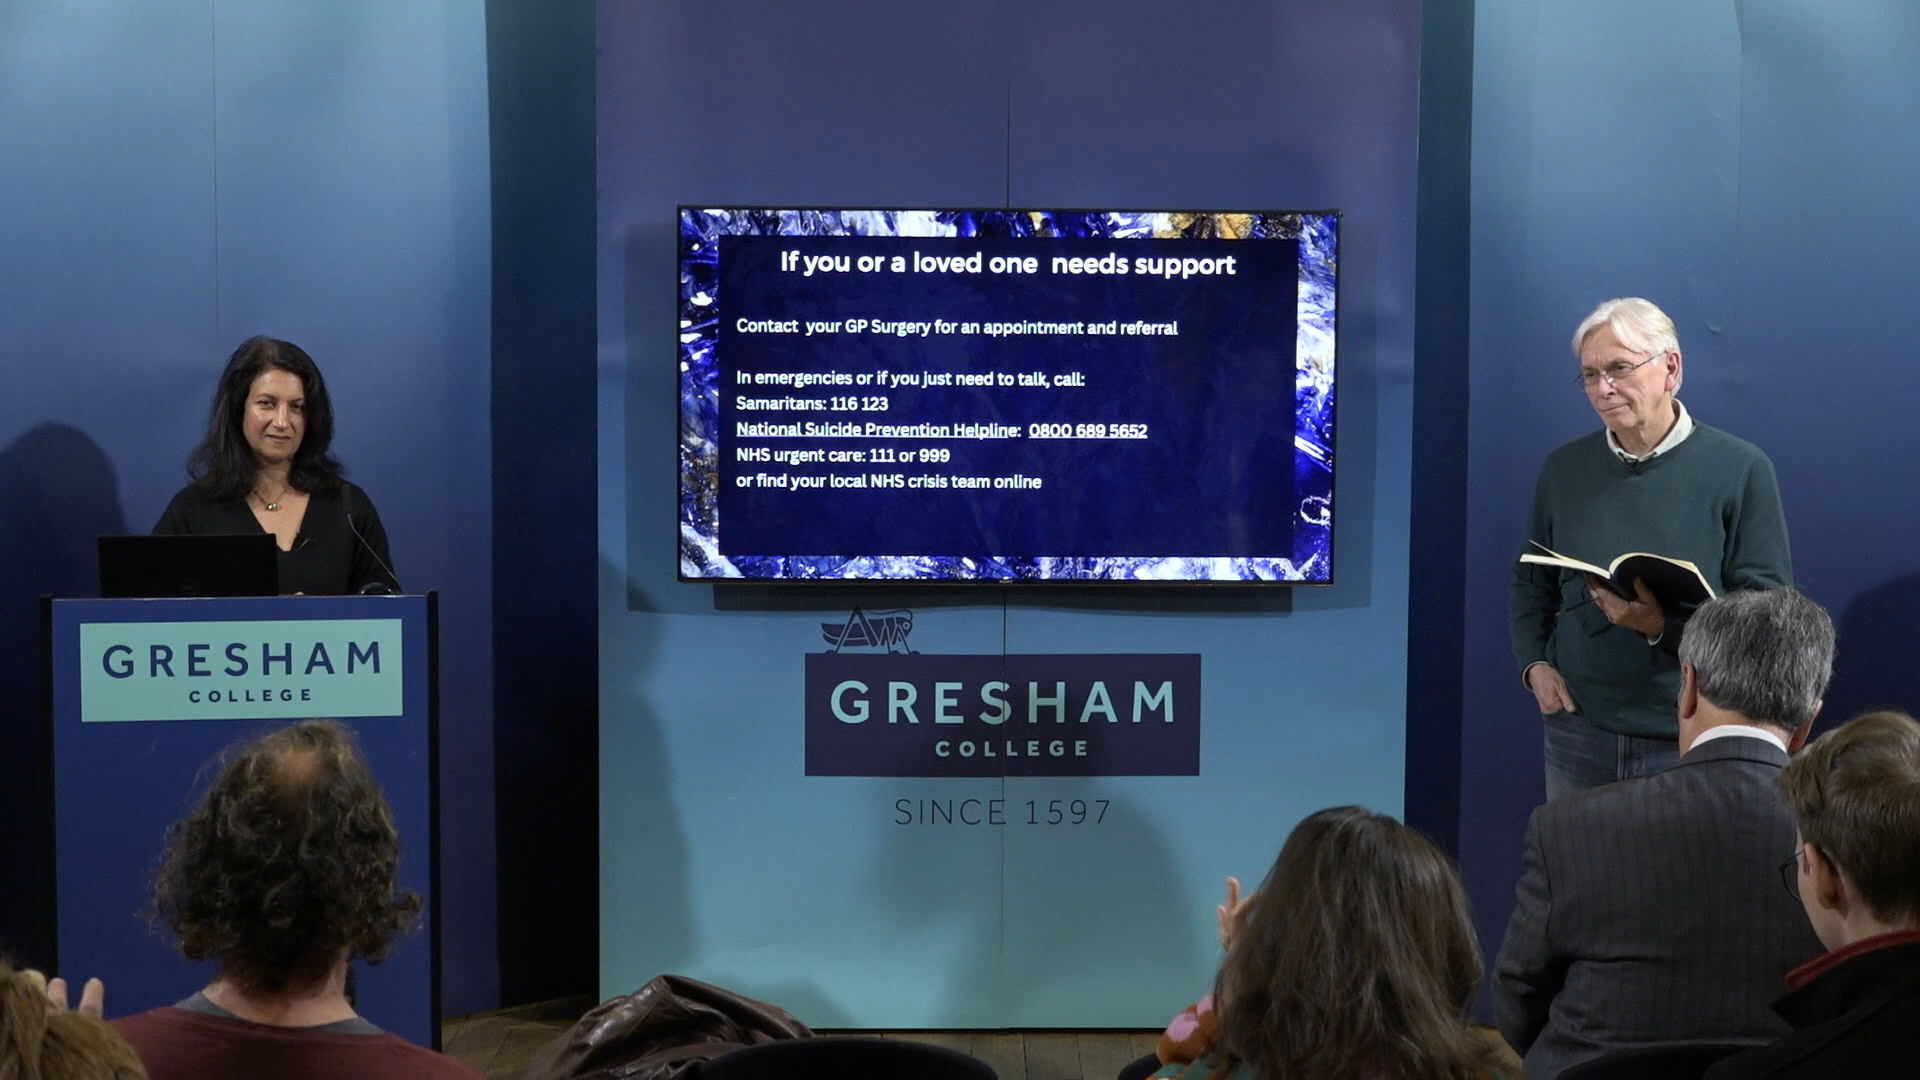 If you or a loved one needs support
Contact your GP Surgery for an appointment and referral
In emergencies or if you just need to talk, call:
Samaritans: 116 123
National Suicide Prevention Helpline: 0800 689 5652
NHS urgent care: 111 or 999
or find your local NHS crisis team online
GRESHAM
COLLEGE
GRESHAM
COLLEGE
SINCE 1597